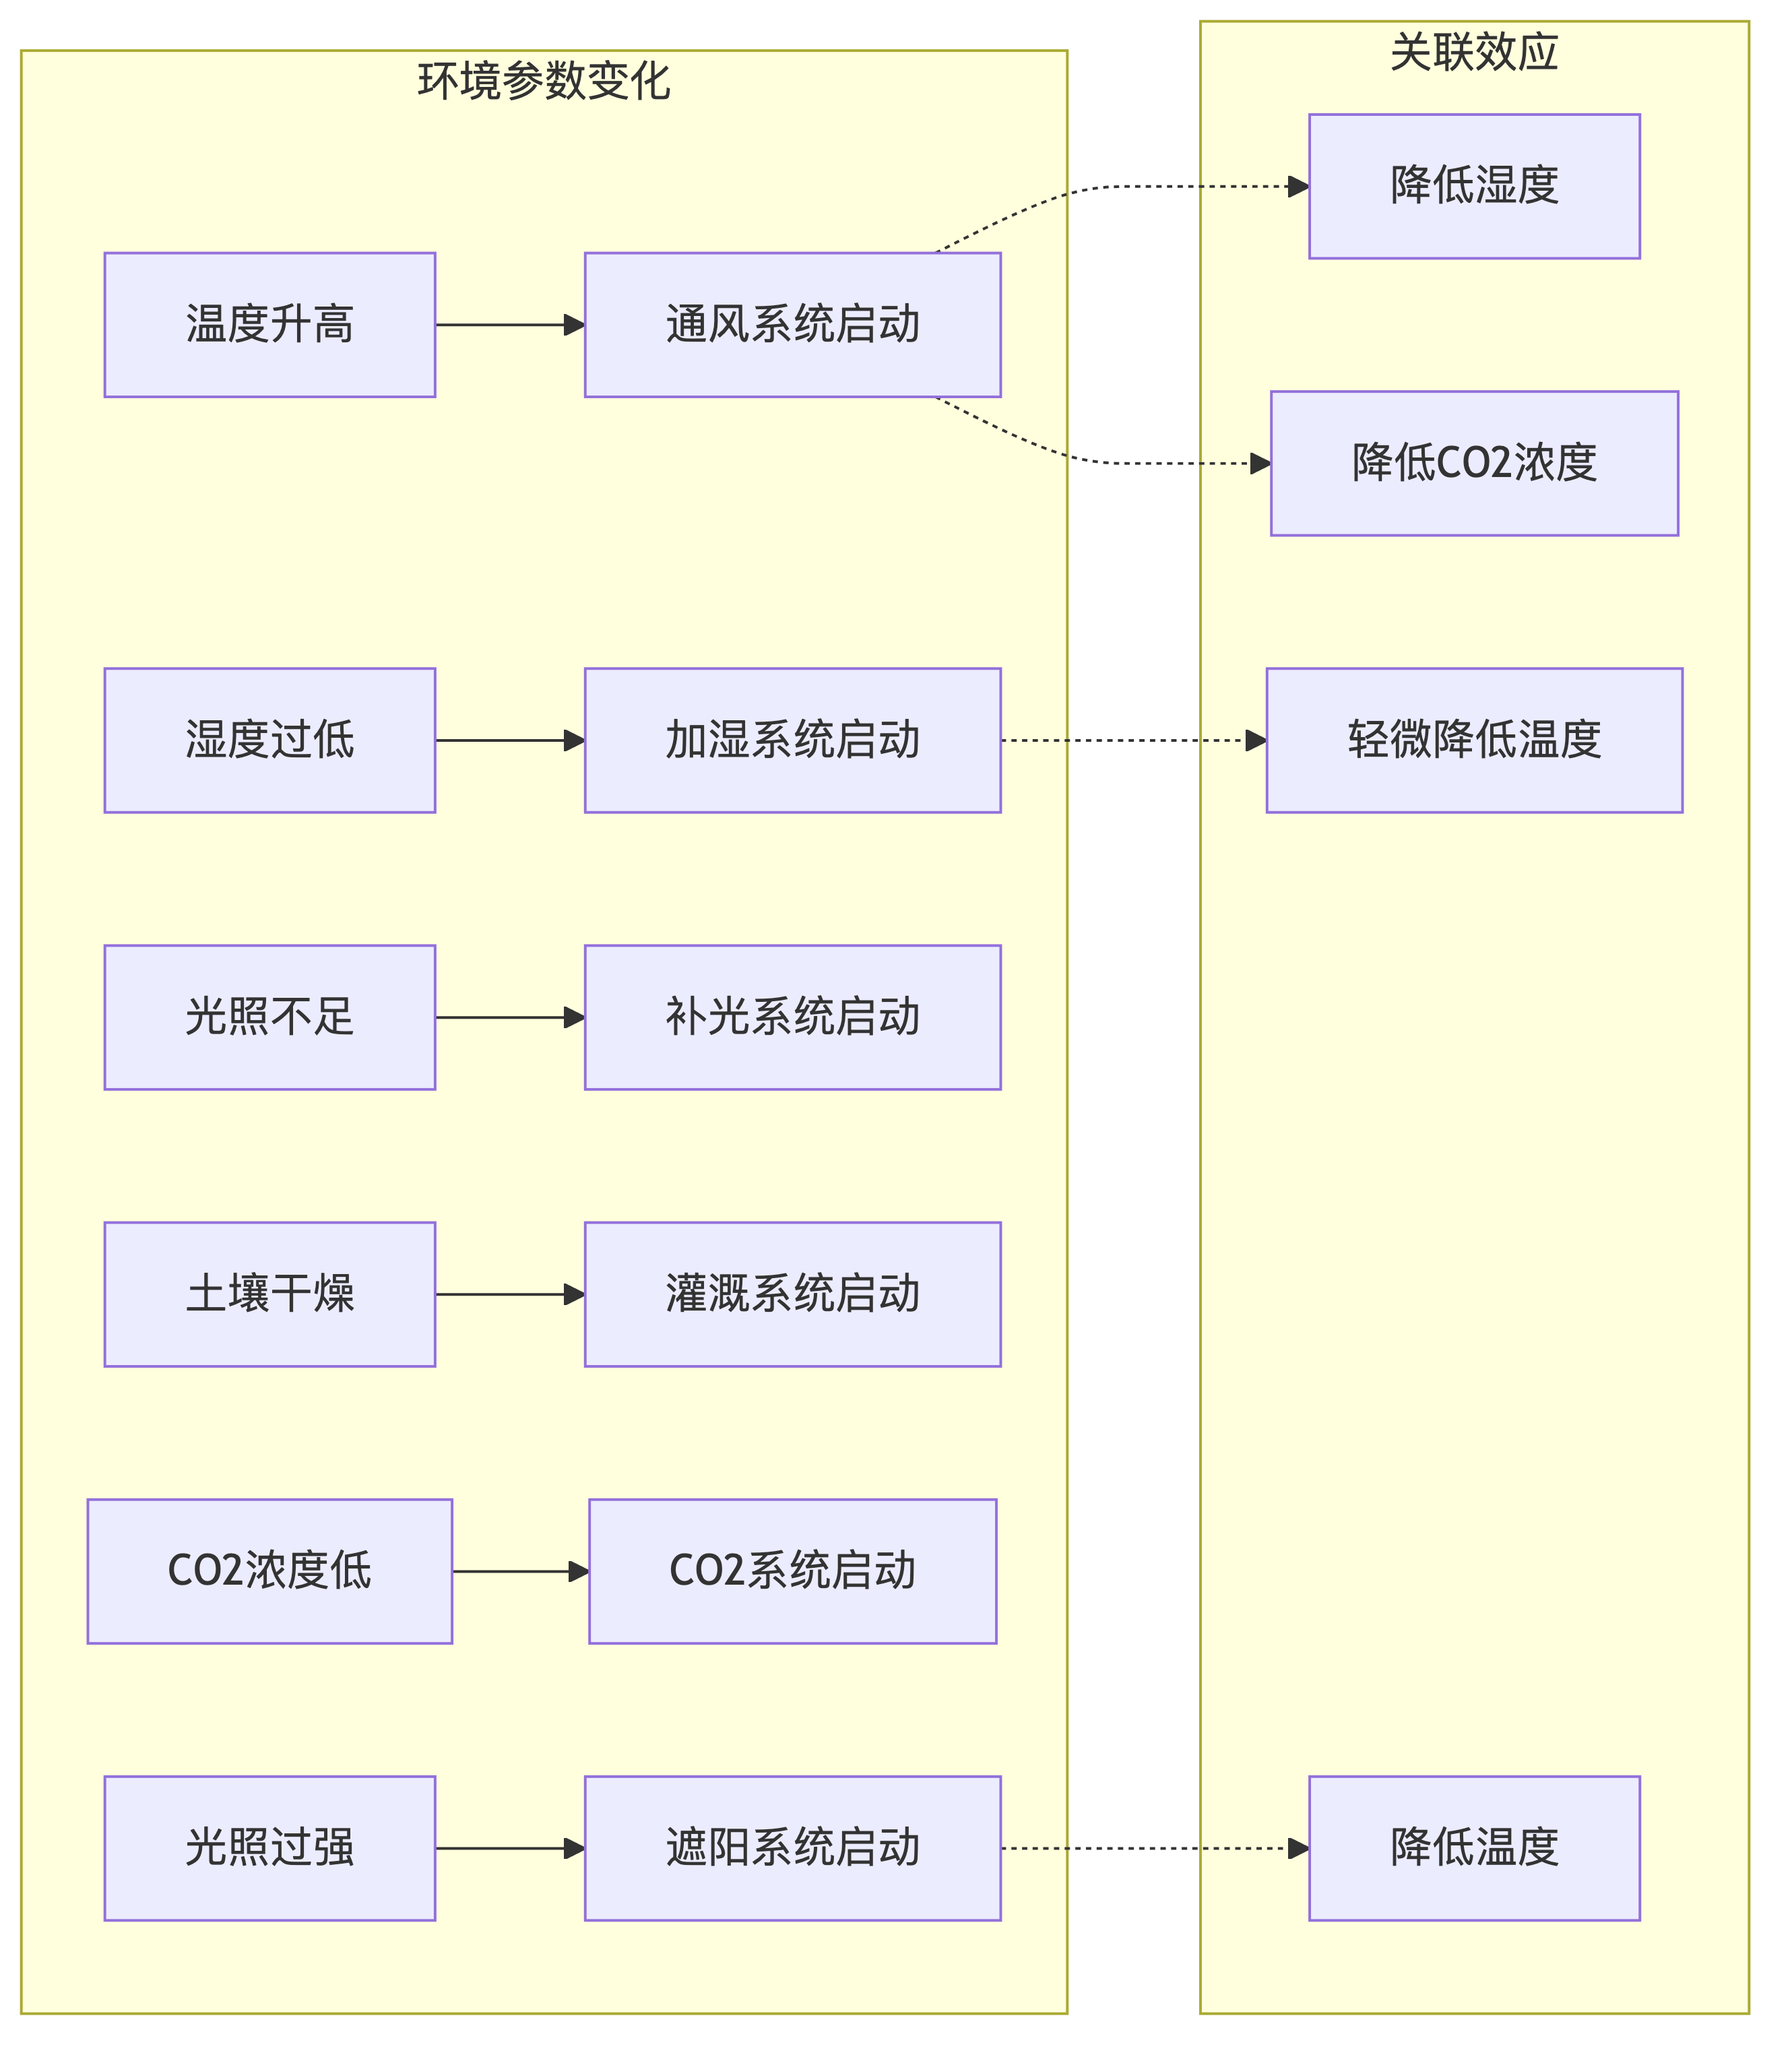 环境参数变化
温度升高
通风系统启动
湿度过低
加湿系统启动
光照不足
补光系统启动
土壤干燥
灌溉系统启动
CO2浓度低
CO2系统启动
光照过强
遮阳系统启动
关联效应
降低湿度
降低CO2浓度
轻微降低温度
降低温度